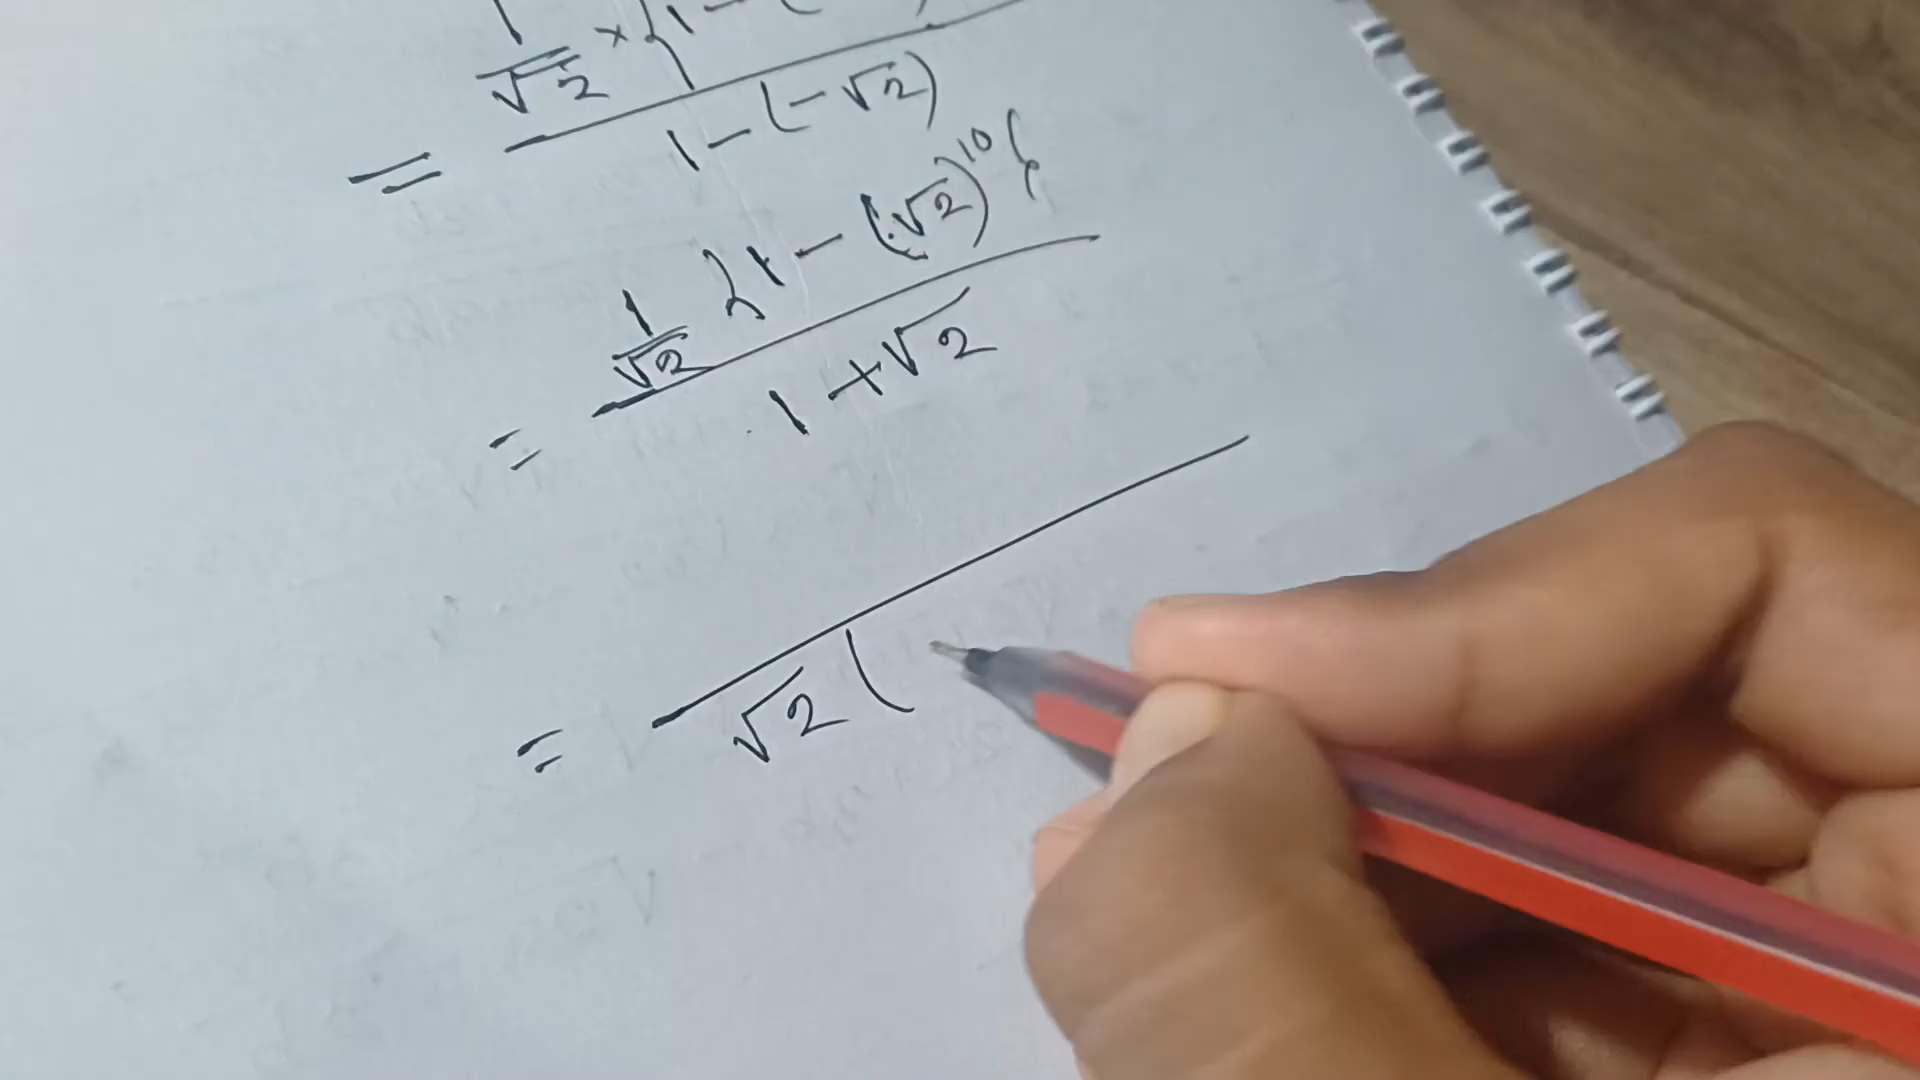 = 1/√2 × {1 - (
1 - (-√2)
= 1/√2 {1 - (√2)^10}
1 + √2
= 
√2 (